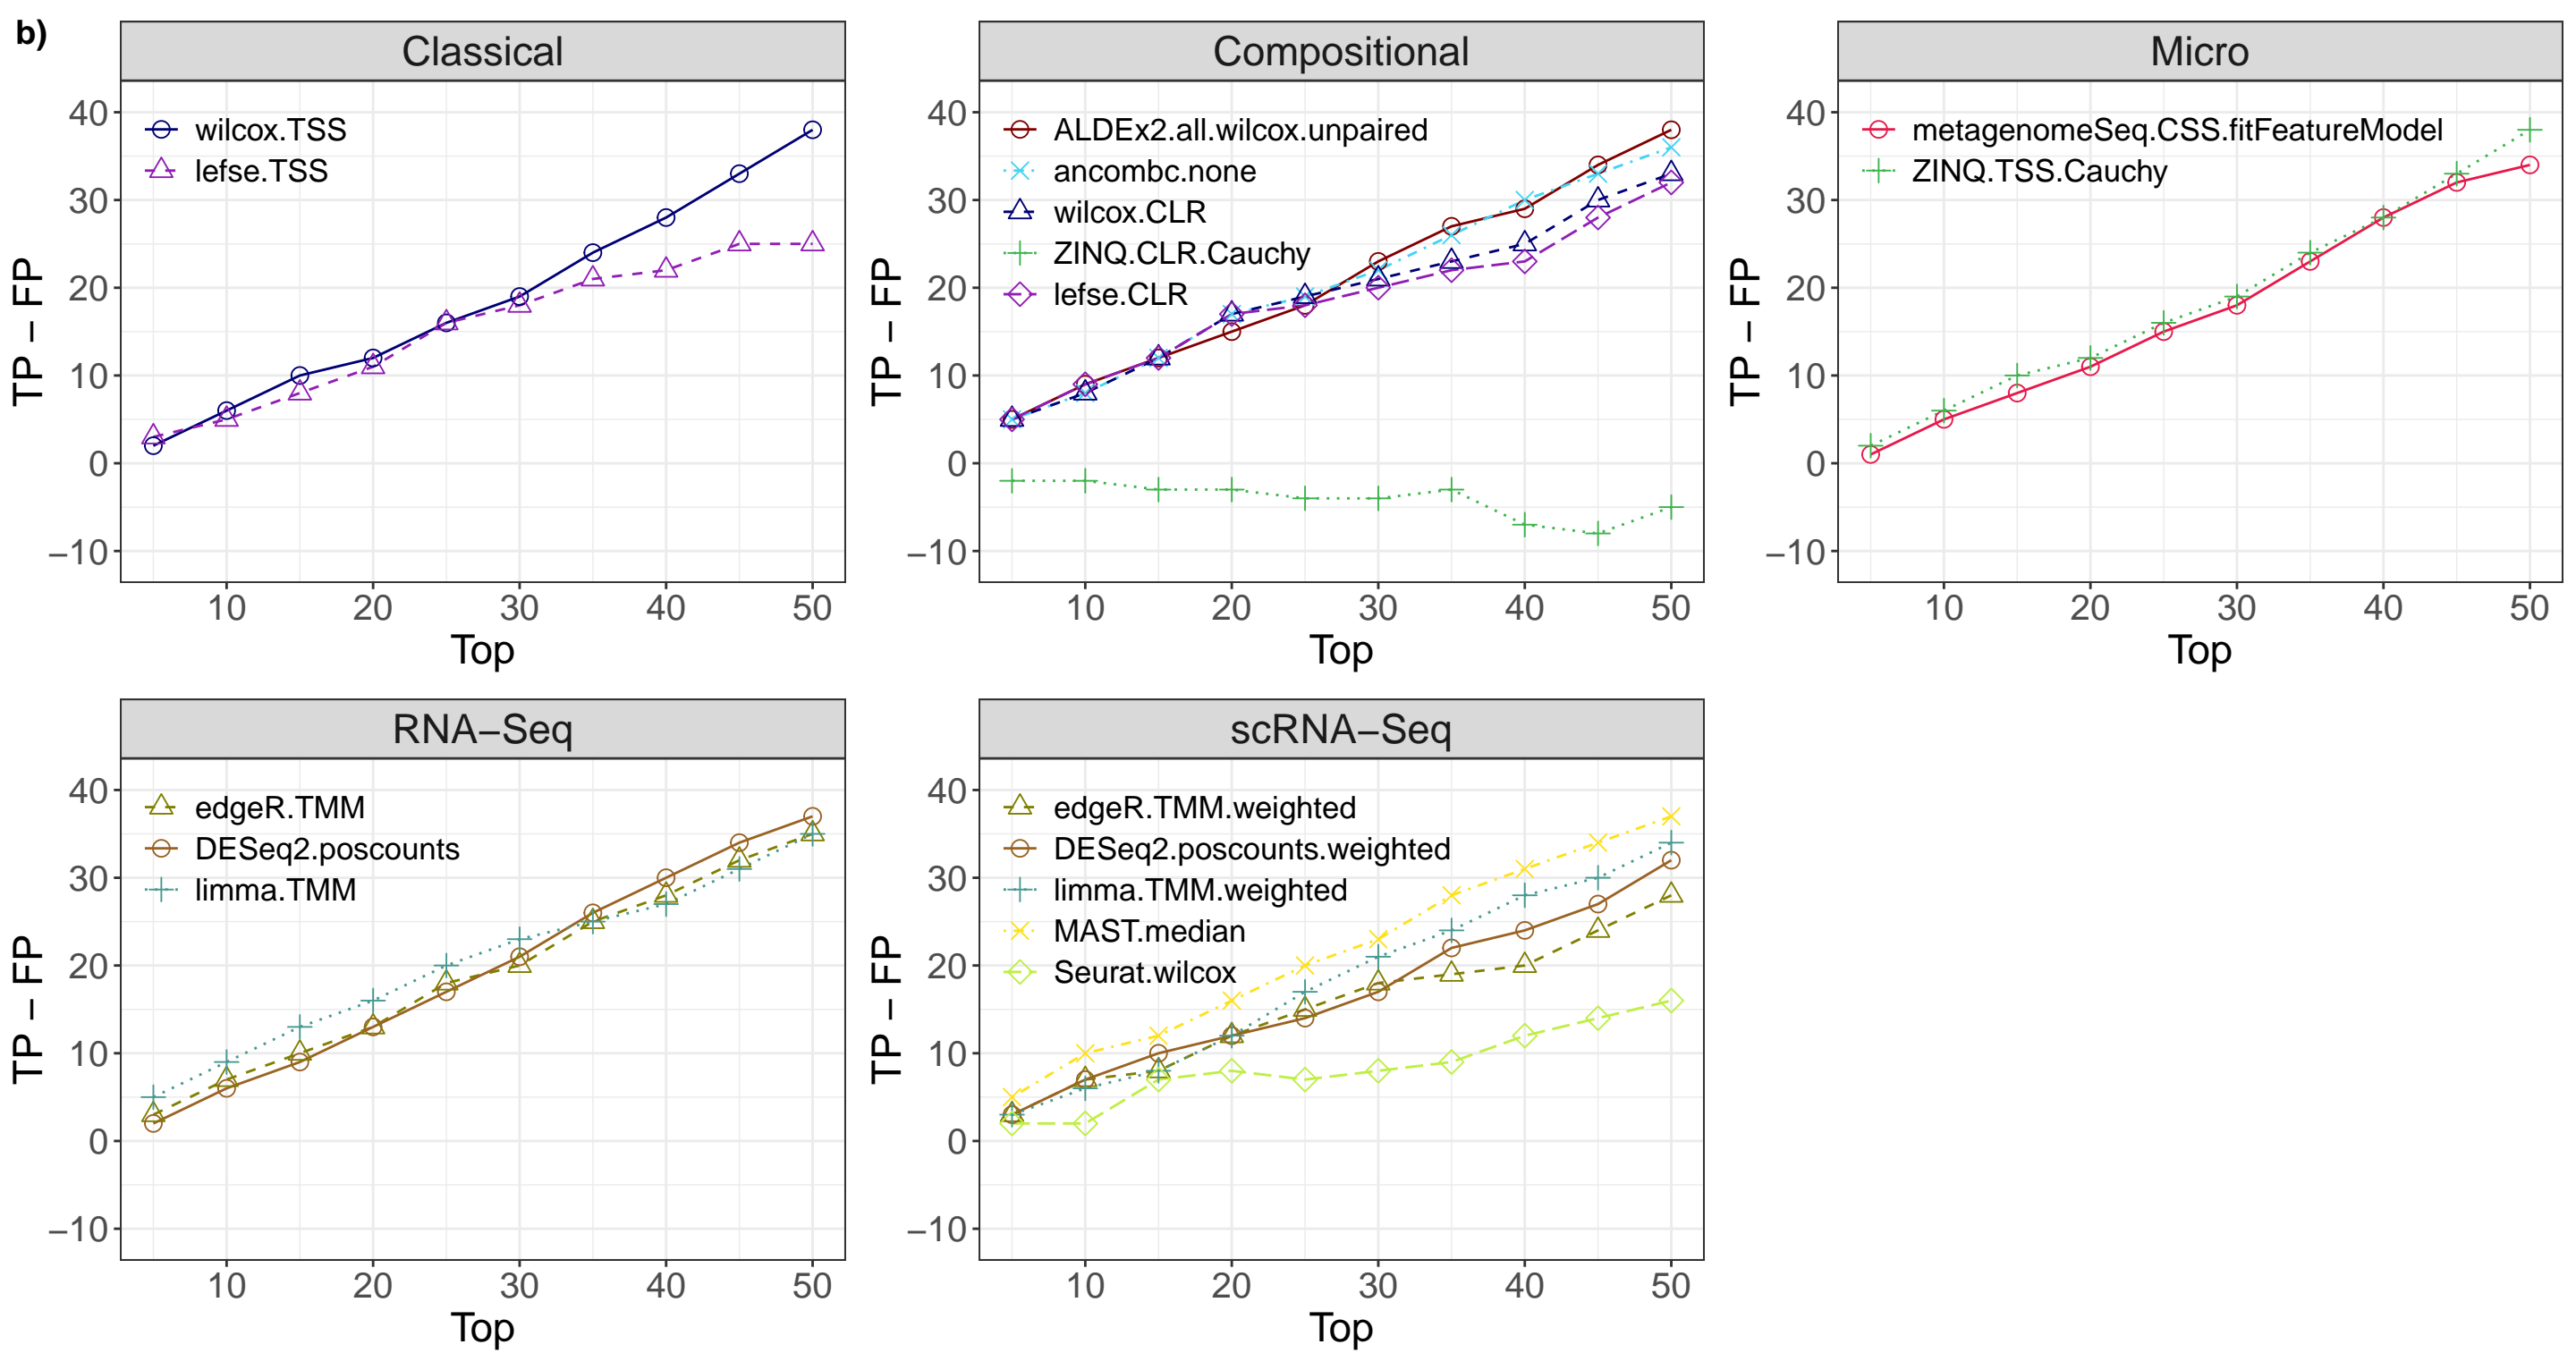 b)
Classical
TP – FP
40
30
20
10
0
–10
wilcox.TSS
lefse.TSS
10 20 30 40 50
Top
Compositional
TP – FP
40
30
20
10
0
–10
ALDEx2.all.wilcox.unpaired
ancombc.none
wilcox.CLR
ZINQ.CLR.Cauchy
lefse.CLR
10 20 30 40 50
Top
Micro
TP – FP
40
30
20
10
0
–10
metagenomeSeq.CSS.fitFeatureModel
ZINQ.TSS.Cauchy
10 20 30 40 50
Top
RNA–Seq
TP – FP
40
30
20
10
0
–10
edgeR.TMM
DESeq2.poscounts
limma.TMM
10 20 30 40 50
Top
scRNA–Seq
TP – FP
40
30
20
10
0
–10
edgeR.TMM.weighted
DESeq2.poscounts.weighted
limma.TMM.weighted
MAST.median
Seurat.wilcox
10 20 30 40 50
Top